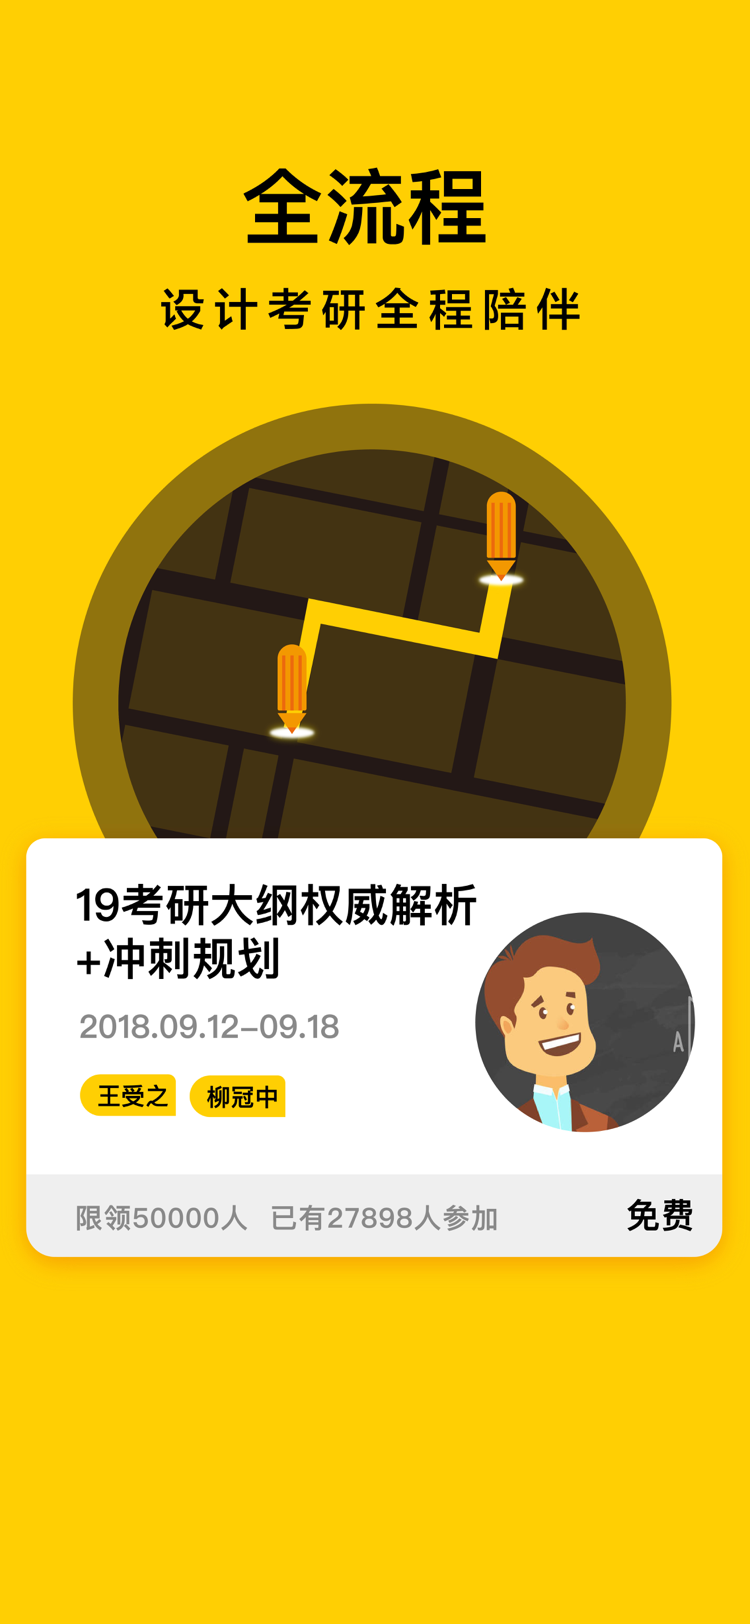 全流程
设计考研全程陪伴
19考研大纲权威解析
+冲刺规划
2018.09.12–09.18
王受之 柳冠中
A
限领50000人 已有27898人参加 免费